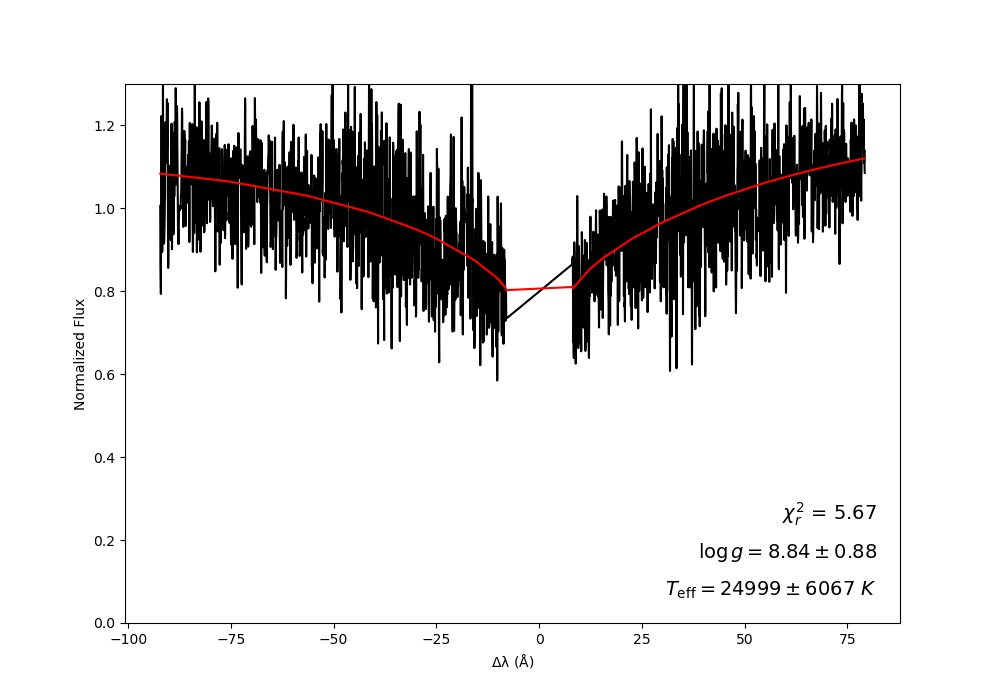 1.2
1.0
0.8
0.6
0.4
0.2
0.0
Normalized Flux
χ²ᵣ = 5.67
log g = 8.84 ± 0.88
T_eff = 24999 ± 6067 K
−100 −75 −50 −25 0 25 50 75
Δλ (Å)